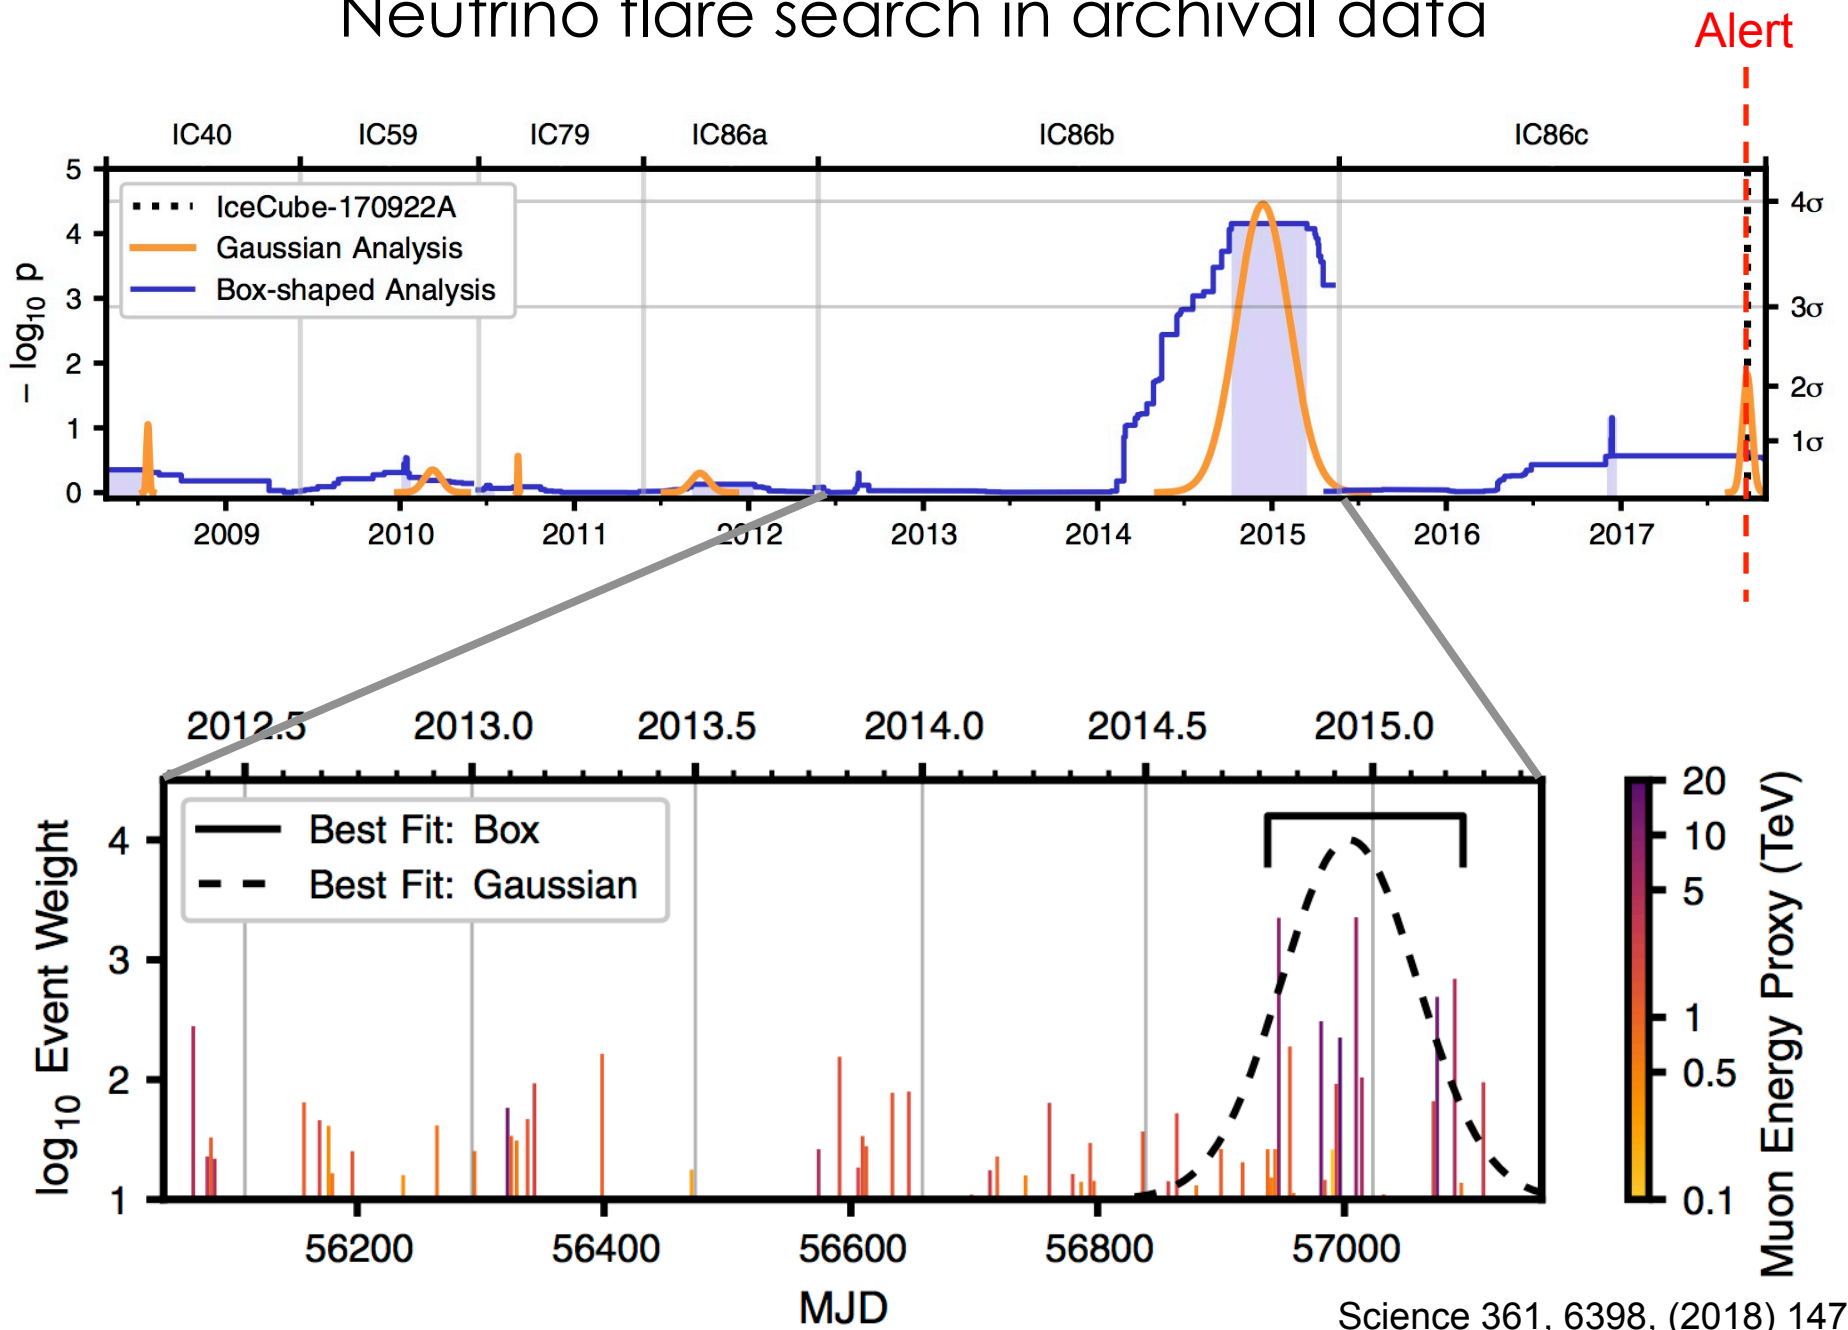 Neutrino flare search in archival data
Alert
IC40 IC59 IC79 IC86a IC86b IC86c
5
4
3
2
1
0
− log10 p
IceCube-170922A
Gaussian Analysis
Box-shaped Analysis
4σ
3σ
2σ
1σ
2009 2010 2011 2012 2013 2014 2015 2016 2017
2012.5 2013.0 2013.5 2014.0 2014.5 2015.0
log10 Event Weight
4
3
2
1
Best Fit: Box
Best Fit: Gaussian
56200 56400 56600 56800 57000
MJD
20
10
5
1
0.5
0.1
Muon Energy Proxy (TeV)
Science 361, 6398, (2018) 147